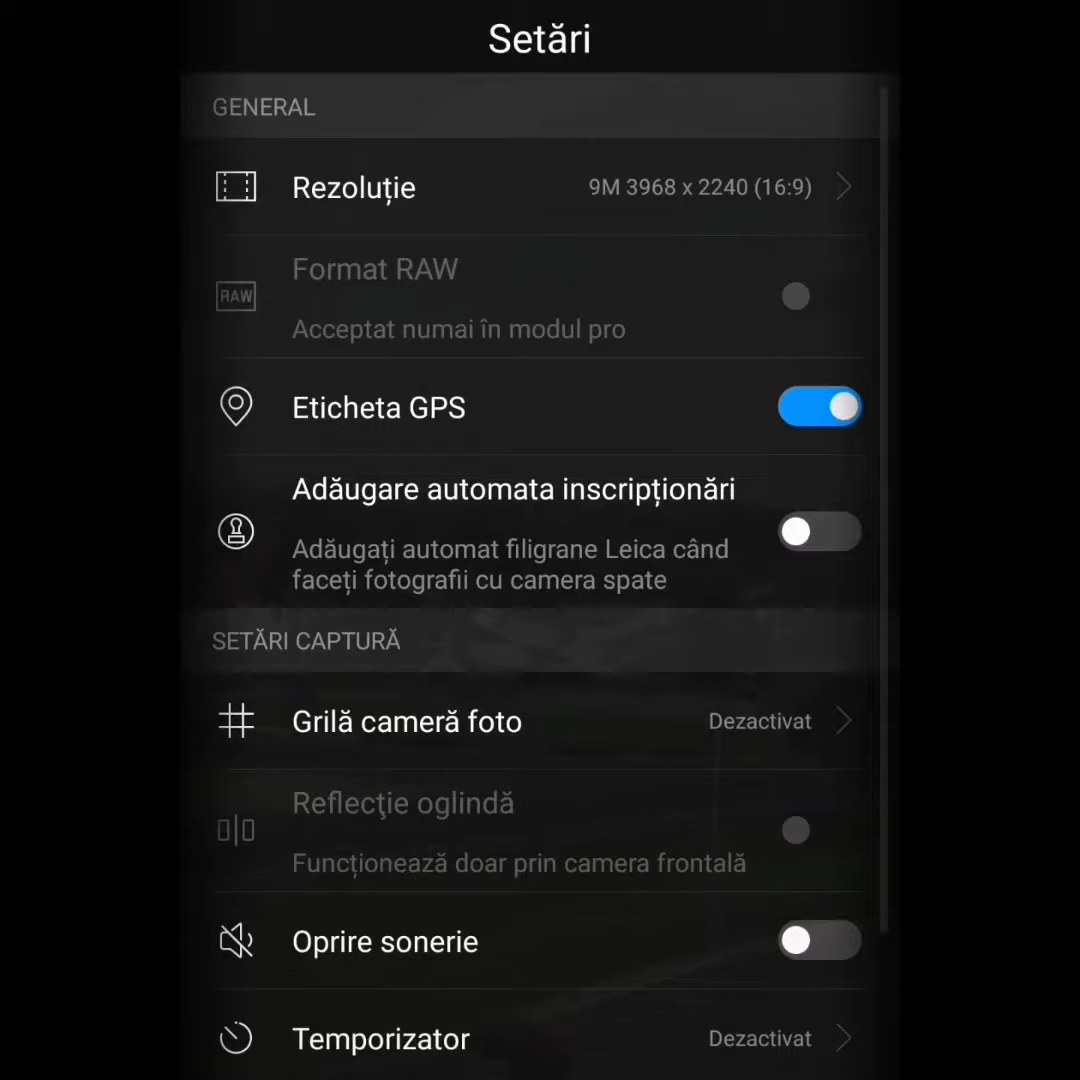 Setări
GENERAL
Rezoluție
9M 3968 x 2240 (16:9)
Format RAW
RAW
Acceptat numai în modul pro
Eticheta GPS
Adăugare automata inscripționări
Adăugați automat filigrane Leica când
faceți fotografii cu camera spate
SETĂRI CAPTURĂ
Grilă cameră foto
Dezactivat
Reflecţie oglindă
Funcționează doar prin camera frontală
Oprire sonerie
Temporizator
Dezactivat